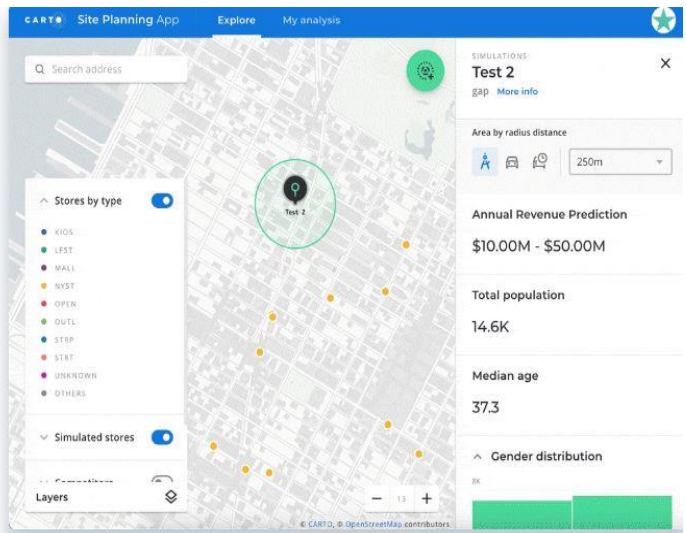 CARTO Site Planning App Explore My analysis
Search address
SIMULATIONS
Test 2
gap More info
Area by radius distance
250m
Stores by type
KIOS
LFST
MALL
NYST
OPEN
OUTL
STRP
STRT
UNKNOWN
OTHERS
Simulated stores
Competitors
Layers
Test 2
13
© CARTO, © OpenStreetMap contributors
Annual Revenue Prediction
$10.00M - $50.00M
Total population
14.6K
Median age
37.3
Gender distribution